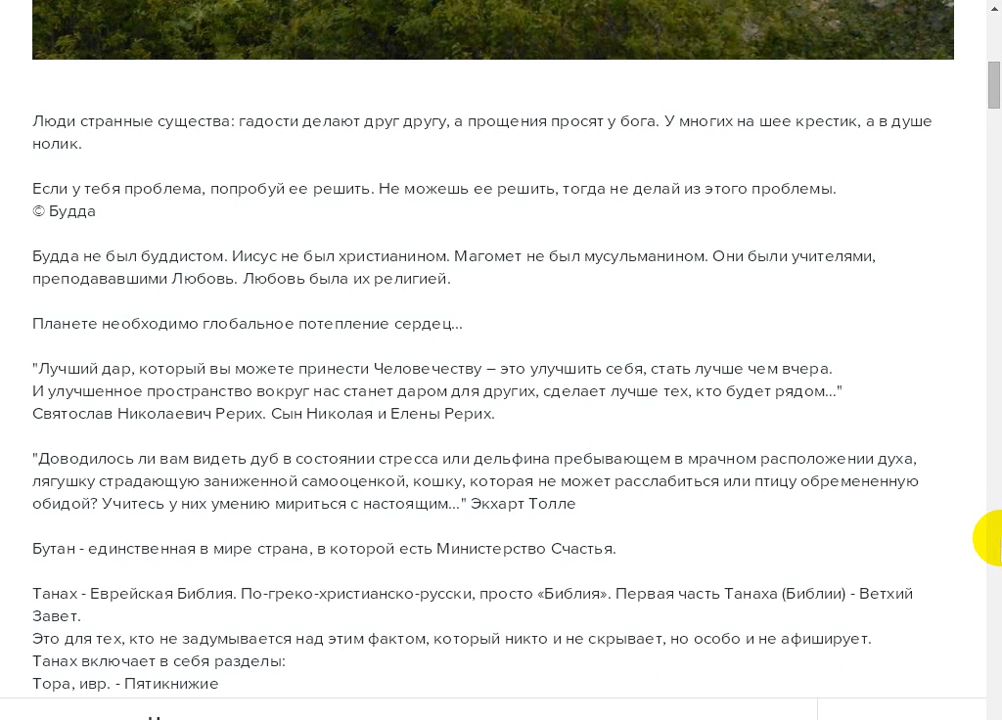 Люди странные существа: гадости делают друг другу, а прощения просят у бога. У многих на шее крестик, а в душе
нолик.
Если у тебя проблема, попробуй ее решить. Не можешь ее решить, тогда не делай из этого проблемы.
© Будда
Будда не был буддистом. Иисус не был христианином. Магомет не был мусульманином. Они были учителями,
преподававшими Любовь. Любовь была их религией.
Планете необходимо глобальное потепление сердец...
"Лучший дар, который вы можете принести Человечеству – это улучшить себя, стать лучше чем вчера.
И улучшенное пространство вокруг нас станет даром для других, сделает лучше тех, кто будет рядом..."
Святослав Николаевич Рерих. Сын Николая и Елены Рерих.
"Доводилось ли вам видеть дуб в состоянии стресса или дельфина пребывающем в мрачном расположении духа,
лягушку страдающую заниженной самооценкой, кошку, которая не может расслабиться или птицу обремененную
обидой? Учитесь у них умению мириться с настоящим..." Экхарт Толле
Бутан - единственная в мире страна, в которой есть Министерство Счастья.
Танах - Еврейская Библия. По-греко-христианско-русски, просто «Библия». Первая часть Танаха (Библии) - Ветхий
Завет.
Это для тех, кто не задумывается над этим фактом, который никто и не скрывает, но особо и не афиширует.
Танах включает в себя разделы:
Тора, ивр. - Пятикнижие